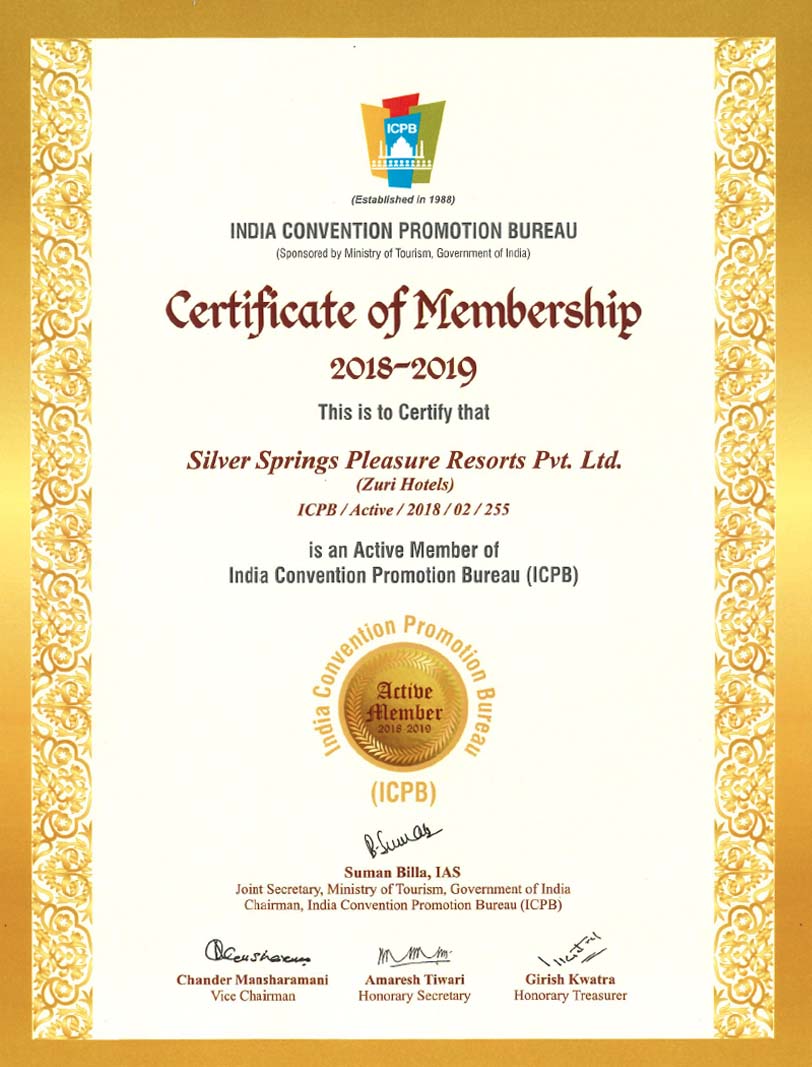 ICPB
(Established in 1988)
INDIA CONVENTION PROMOTION BUREAU
(Sponsored by Ministry of Tourism, Government of India)
Certificate of Membership
2018-2019
This is to Certify that
Silver Springs Pleasure Resorts Pvt. Ltd.
(Zuri Hotels)
ICPB / Active / 2018 / 02 / 255
is an Active Member of
India Convention Promotion Bureau (ICPB)
India Convention Promotion Bureau
Active
Member
2018-2019
(ICPB)
Suman Billa, IAS
Joint Secretary, Ministry of Tourism, Government of India
Chairman, India Convention Promotion Bureau (ICPB)
Chander Mansharamani
Vice Chairman
Amaresh Tiwari
Honorary Secretary
Girish Kwatra
Honorary Treasurer